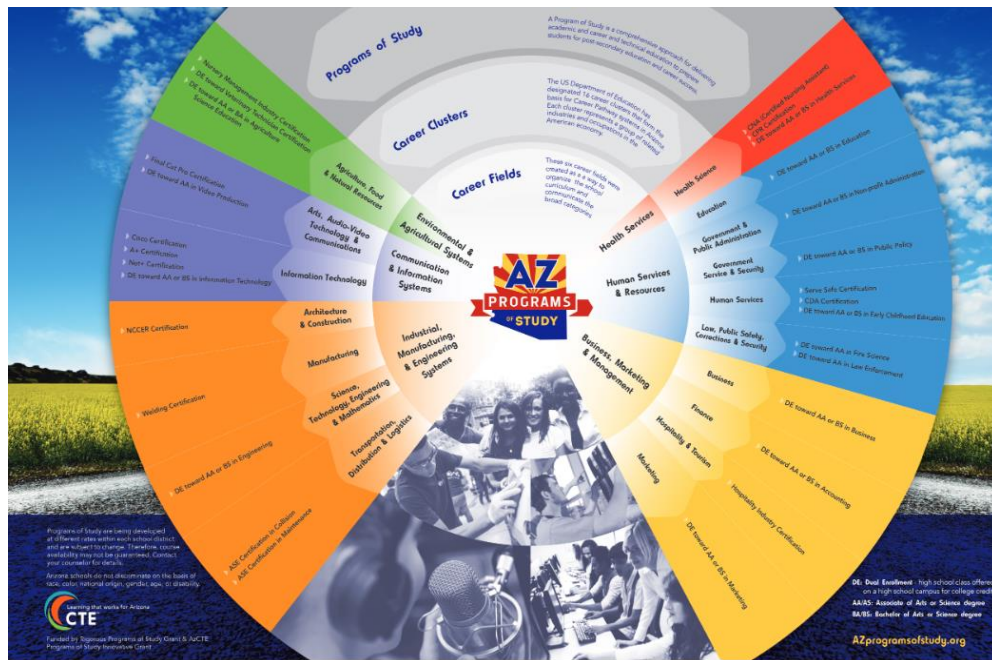 Programs of Study
A Program of Study is a comprehensive approach for delivering
academic and career and technical education to prepare
students for post-secondary education and career success.
Career Clusters
The US Department of Education has
designated 16 career clusters that form the
basis for Career Pathway systems in Arizona
Each cluster represents a group of related
industries and occupations in the
American economy.
Career Fields
These six career fields were
created as a way to
organize the school
curriculum and
communicate the
broad categories
AZ
PROGRAMS
OF STUDY
Nursery Management Industry Certification
DE toward Veterinary Technician Certification
DE toward AA or BA in Agriculture
Science Education
Agriculture, Food
& Natural Resources
Environmental &
Agricultural Systems
Final Cut Pro Certification
DE toward AA in Video Production
Arts, Audio-Video
Technology &
Communications
Cisco Certification
A+ Certification
Net+ Certification
DE toward AA or BS in Information Technology
Information Technology
Communication
& Information
Systems
NCCER Certification
Architecture
& Construction
Welding Certification
Manufacturing
DE toward AA or BS in Engineering
Science,
Technology, Engineering
& Mathematics
ASE Certification in Collision
ASE Certification in Maintenance
Transportation,
Distribution & Logistics
Industrial,
Manufacturing,
& Engineering
Systems
Health Services
Health Science
CNA (Certified Nursing Assistant)
CPR Certification
DE toward AA or BS in Health Services
Human Services
& Resources
Education
DE toward AA or BS in Education
Government &
Public Administration
DE toward AA or BS in Nonprofit Administration
Government
Service & Security
DE toward AA or BS in Public Policy
Human Services
Serve Safe Certification
CDA Certification
DE toward AA or BS in Early Childhood Education
Law, Public Safety,
Corrections & Security
DE toward AA in Fire Science
DE toward AA in Law Enforcement
Business, Marketing
& Management
Business
DE toward AA or BS in Business
Finance
DE toward AA or BS in Accounting
Hospitality & Tourism
Hospitality Industry Certification
Marketing
DE toward AA or BS in Marketing
Programs of Study are being developed
at different rates within each school district
and are subject to change. Therefore, course
availability may not be guaranteed. Contact
your counselor for details.
Arizona schools do not discriminate on the basis of
race, color, national origin, gender, age, or disability.
Learning that works for Arizona
CTE
Funded by Rigorous Programs of Study Grant & AzCTE
Programs of Study Innovative Grant
DE: Dual Enrollment - high school class offered
on a high school campus for college credit
AA/AS: Associate of Arts or Science degree
BA/BS: Bachelor of Arts or Science degree
AZprogramsofstudy.org